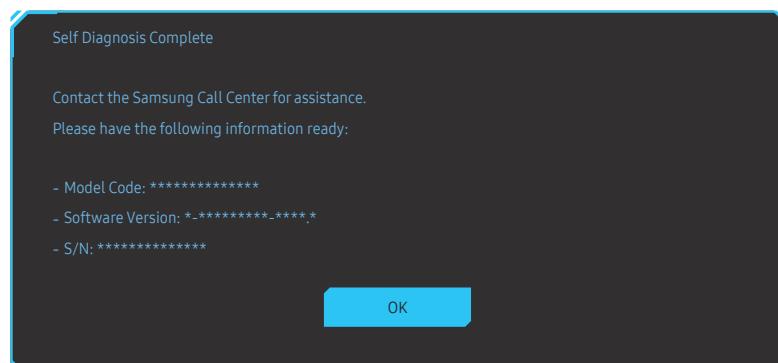 Self Diagnosis Complete
Contact the Samsung Call Center for assistance.
Please have the following information ready:
- Model Code: **************
- Software Version: *-*********-****.*
- S/N: **************
OK